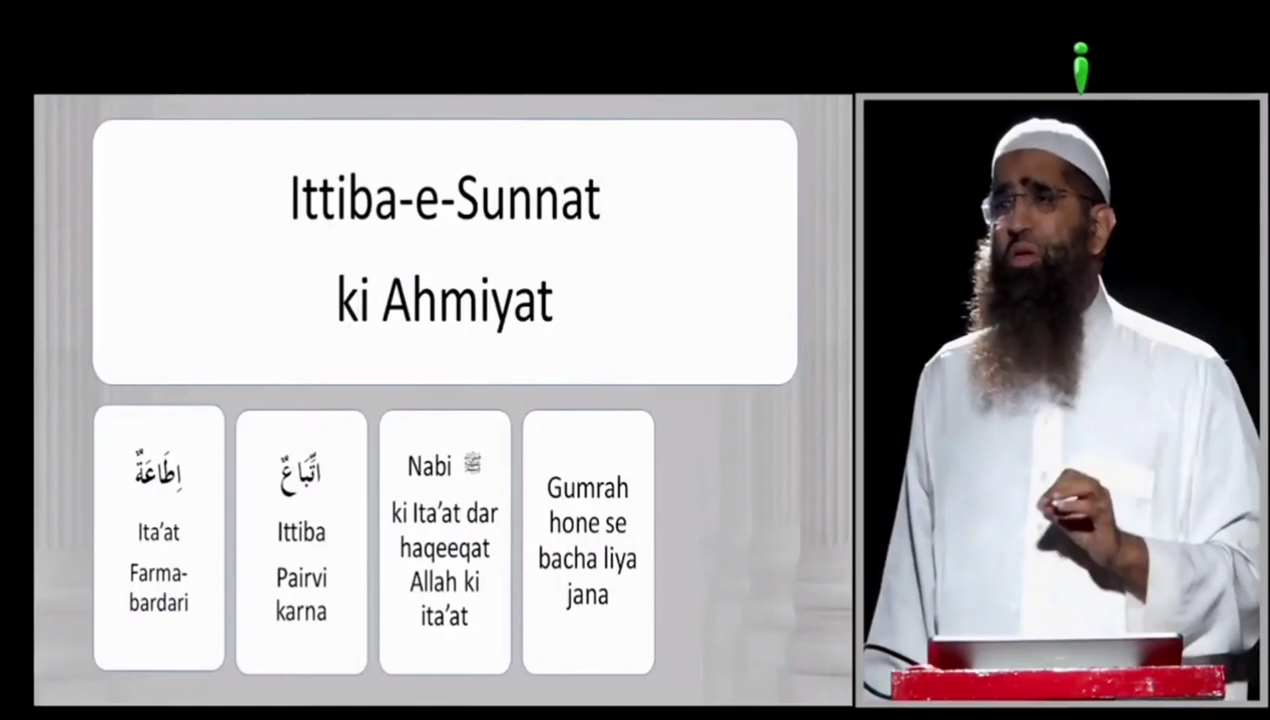 Ittiba-e-Sunnat
ki Ahmiyat
اِطَاعَةٌ
Ita’at
Farma-
bardari
اتِّبَاعٌ
Ittiba
Pairvi
karna
Nabi ﷺ
ki Ita’at dar
haqeeqat
Allah ki
ita’at
Gumrah
hone se
bacha liya
jana